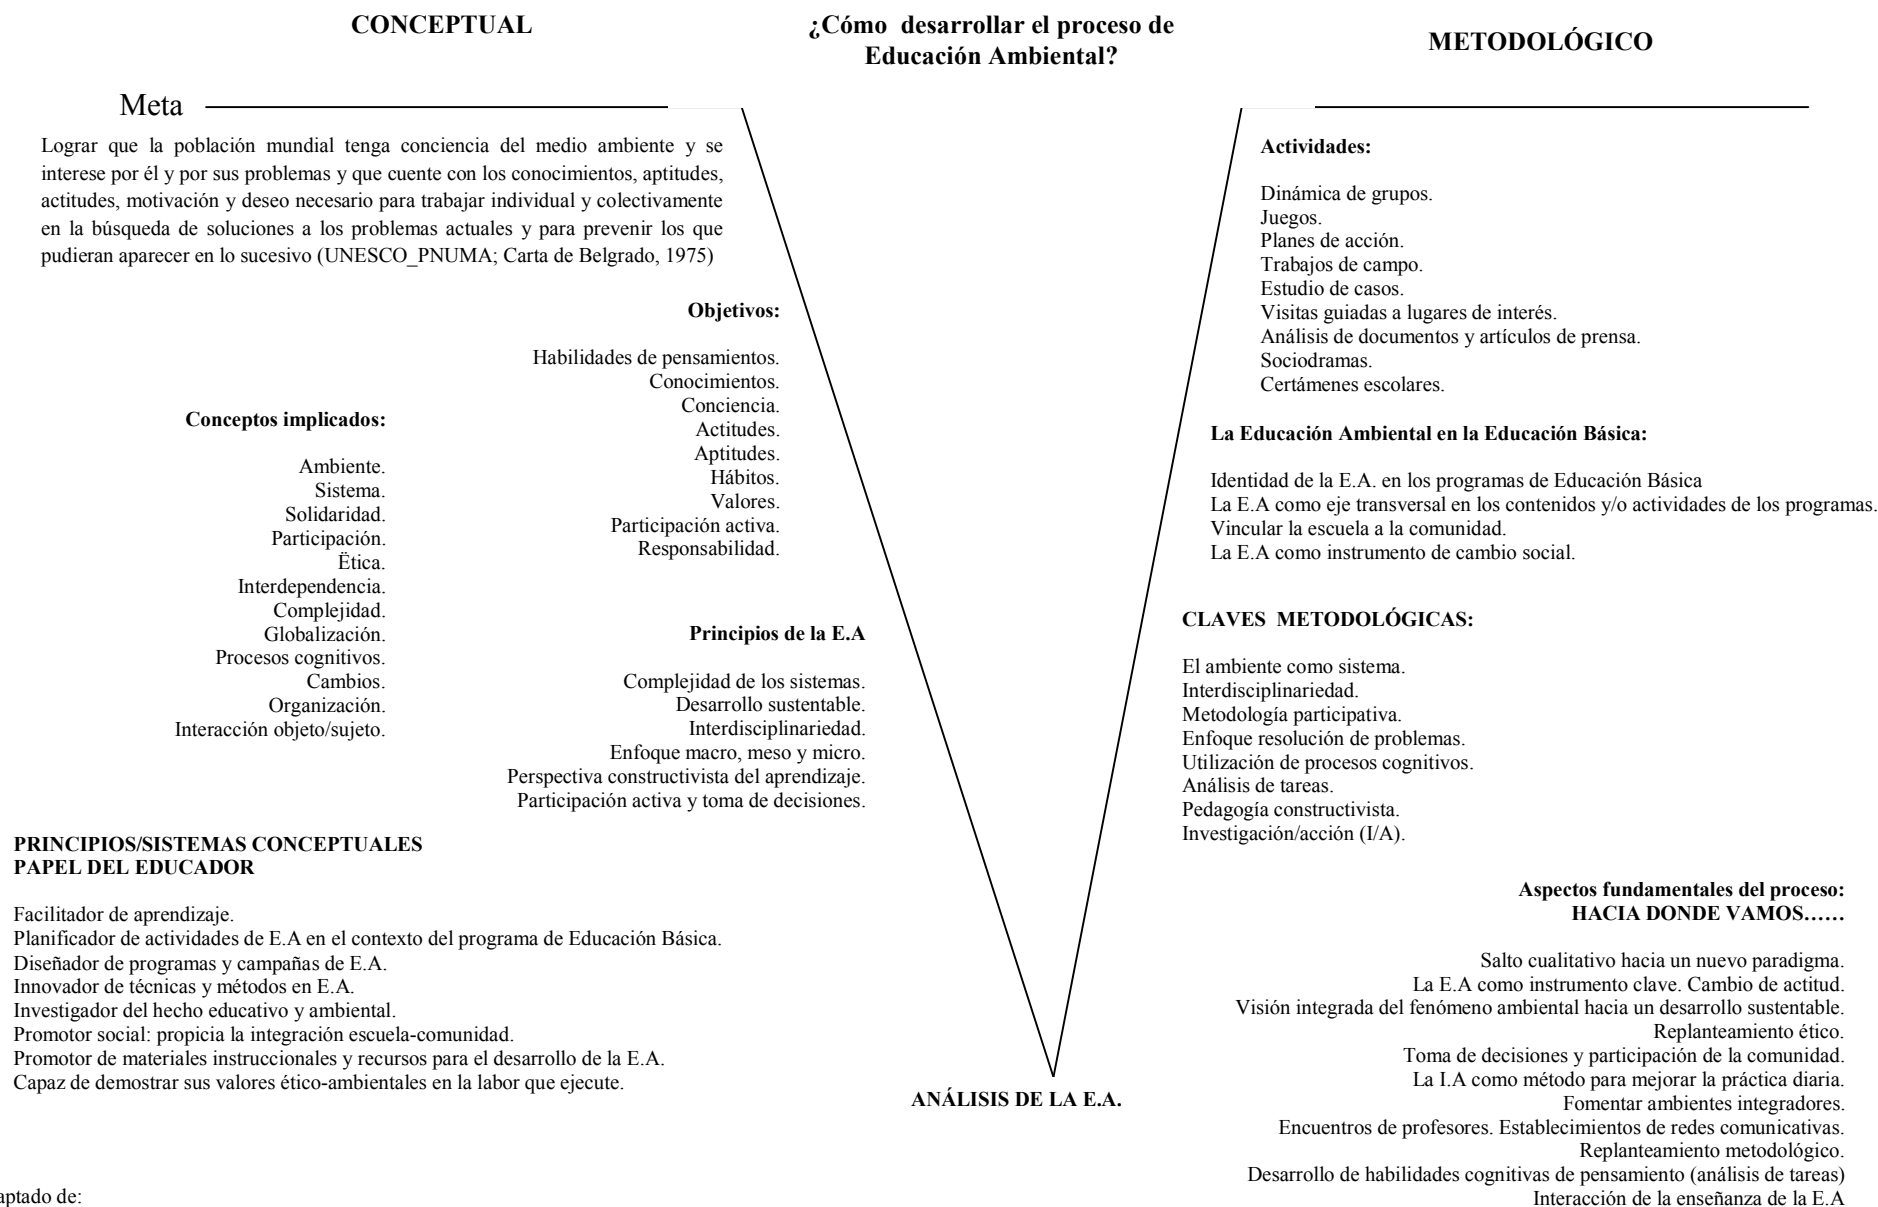 CONCEPTUAL
¿Cómo desarrollar el proceso de
Educación Ambiental?
METODOLÓGICO
Meta
Lograr que la población mundial tenga conciencia del medio ambiente y se
interese por él y por sus problemas y que cuente con los conocimientos, aptitudes,
actitudes, motivación y deseo necesario para trabajar individual y colectivamente
en la búsqueda de soluciones a los problemas actuales y para prevenir los que
pudieran aparecer en lo sucesivo (UNESCO_PNUMA; Carta de Belgrado, 1975)
Objetivos:
Habilidades de pensamientos.
Conocimientos.
Conciencia.
Actitudes.
Aptitudes.
Hábitos.
Valores.
Participación activa.
Responsabilidad.
Conceptos implicados:
Ambiente.
Sistema.
Solidaridad.
Participación.
Ëtica.
Interdependencia.
Complejidad.
Globalización.
Procesos cognitivos.
Cambios.
Organización.
Interacción objeto/sujeto.
Principios de la E.A
Complejidad de los sistemas.
Desarrollo sustentable.
Interdisciplinariedad.
Enfoque macro, meso y micro.
Perspectiva constructivista del aprendizaje.
Participación activa y toma de decisiones.
PRINCIPIOS/SISTEMAS CONCEPTUALES
PAPEL DEL EDUCADOR
Facilitador de aprendizaje.
Planificador de actividades de E.A en el contexto del programa de Educación Básica.
Diseñador de programas y campañas de E.A.
Innovador de técnicas y métodos en E.A.
Investigador del hecho educativo y ambiental.
Promotor social: propicia la integración escuela-comunidad.
Promotor de materiales instruccionales y recursos para el desarrollo de la E.A.
Capaz de demostrar sus valores ético-ambientales en la labor que ejecute.
aptado de:
ANÁLISIS DE LA E.A.
Actividades:
Dinámica de grupos.
Juegos.
Planes de acción.
Trabajos de campo.
Estudio de casos.
Visitas guiadas a lugares de interés.
Análisis de documentos y artículos de prensa.
Sociodramas.
Certámenes escolares.
La Educación Ambiental en la Educación Básica:
Identidad de la E.A. en los programas de Educación Básica
La E.A como eje transversal en los contenidos y/o actividades de los programas.
Vincular la escuela a la comunidad.
La E.A como instrumento de cambio social.
CLAVES METODOLÓGICAS:
El ambiente como sistema.
Interdisciplinariedad.
Metodología participativa.
Enfoque resolución de problemas.
Utilización de procesos cognitivos.
Análisis de tareas.
Pedagogía constructivista.
Investigación/acción (I/A).
Aspectos fundamentales del proceso:
HACIA DONDE VAMOS……
Salto cualitativo hacia un nuevo paradigma.
La E.A como instrumento clave. Cambio de actitud.
Visión integrada del fenómeno ambiental hacia un desarrollo sustentable.
Replanteamiento ético.
Toma de decisiones y participación de la comunidad.
La I.A como método para mejorar la práctica diaria.
Fomentar ambientes integradores.
Encuentros de profesores. Establecimientos de redes comunicativas.
Replanteamiento metodológico.
Desarrollo de habilidades cognitivas de pensamiento (análisis de tareas)
Interacción de la enseñanza de la E.A